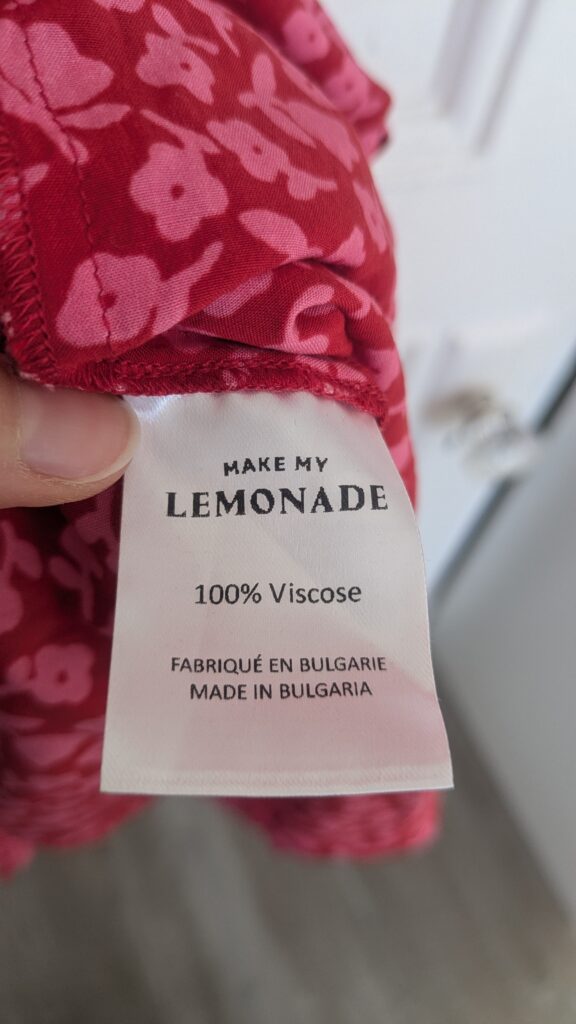 MAKE MY
LEMONADE
100% Viscose
FABRIQUÉ EN BULGARIE
MADE IN BULGARIA